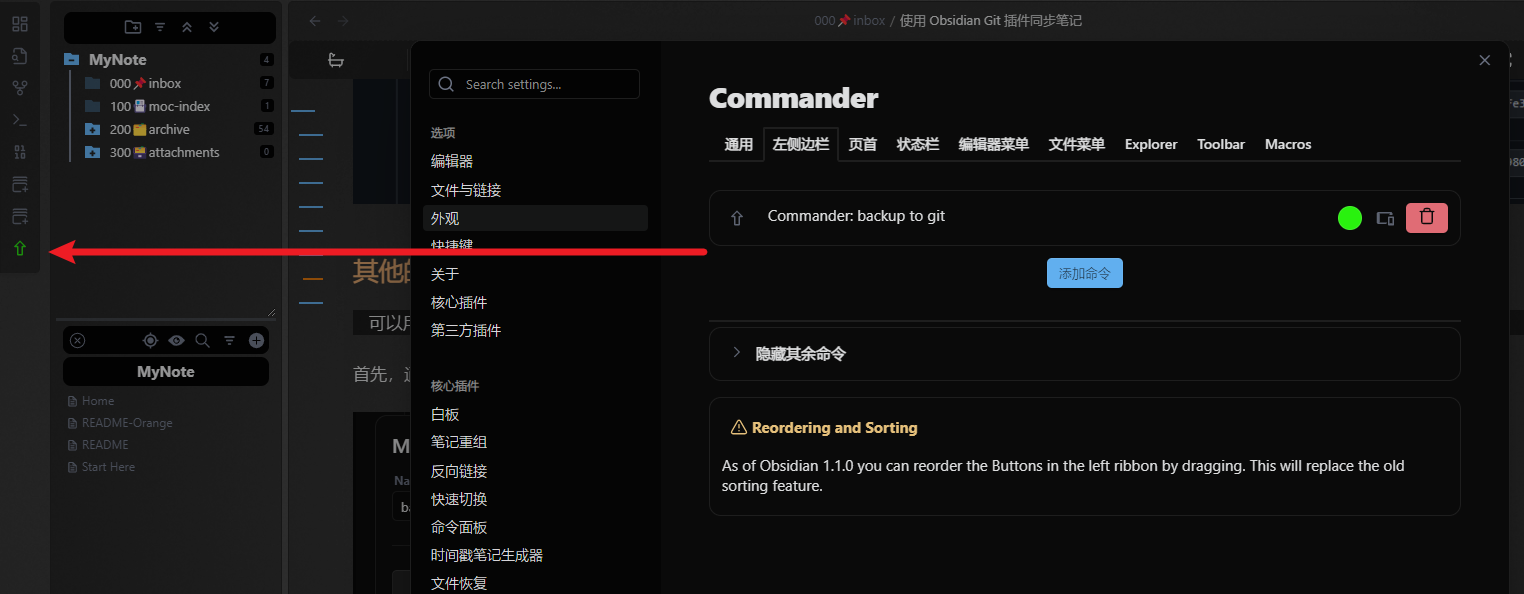 000📌inbox / 使用 Obsidian Git 插件同步笔记
MyNote 4
000📌inbox 7
100📇moc-index 1
200🗂️archive 54
300📇attachments 0
MyNote
Home
README-Orange
README
Start Here
其他的
可以用
首先，通
M
Na
ba
Search settings...
选项
编辑器
文件与链接
外观
快捷键
关于
核心插件
第三方插件
核心插件
白板
笔记重组
反向链接
快速切换
命令面板
时间戳笔记生成器
文件恢复
Commander
通用 左侧边栏 页首 状态栏 编辑器菜单 文件菜单 Explorer Toolbar Macros
Commander: backup to git
添加命令
隐藏其余命令
Reordering and Sorting
As of Obsidian 1.1.0 you can reorder the Buttons in the left ribbon by dragging. This will replace the old
sorting feature.